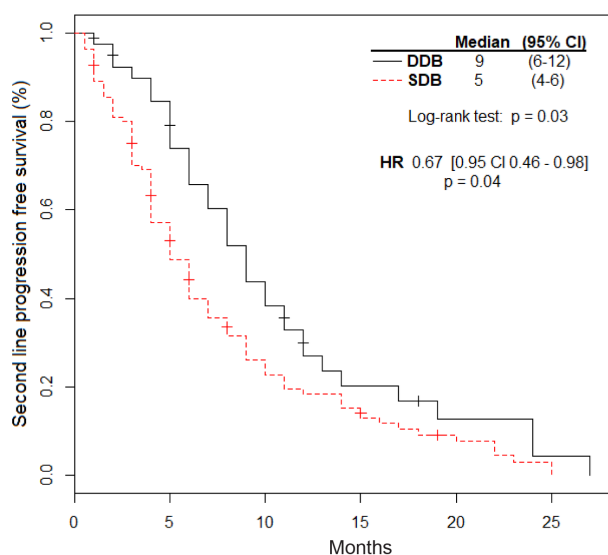 Median (95% CI)
DDB 9 (6-12)
SDB 5 (4-6)
Log-rank test: p = 0.03
HR 0.67 [0.95 CI 0.46 - 0.98]
p = 0.04
Second line progression free survival (%)
1.0
0.8
0.6
0.4
0.2
0.0
0 5 10 15 20 25
Months